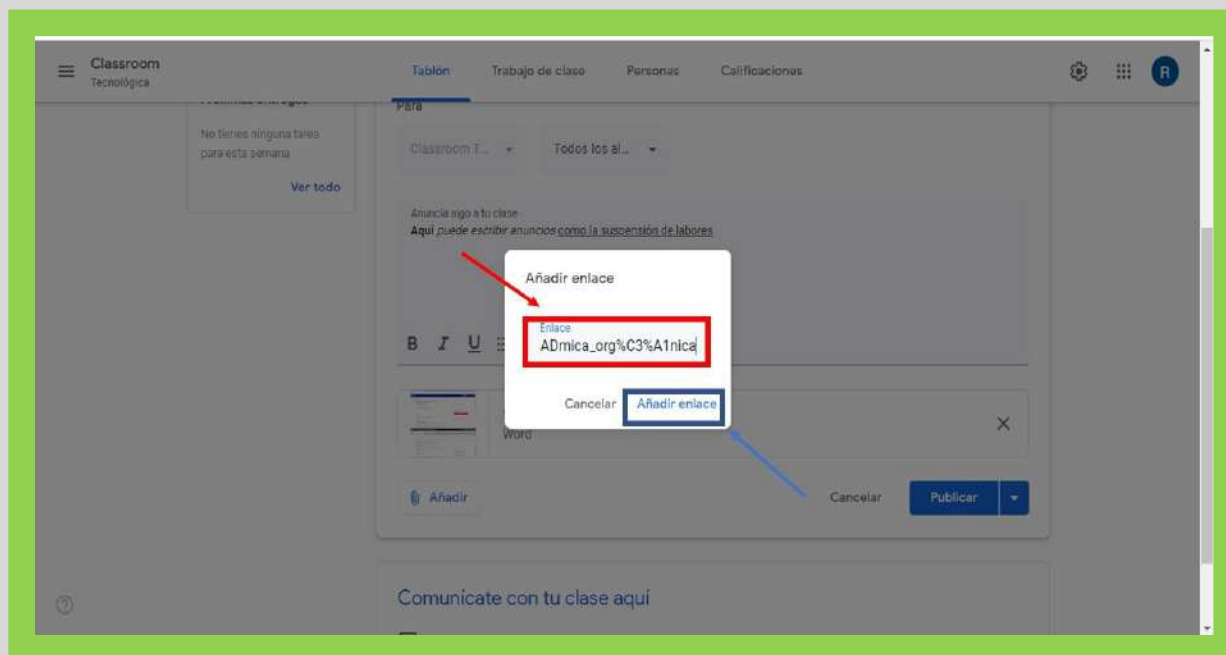 Classroom
Tecnológica
Tablón
Trabajo de clase
Personas
Calificaciones
R
Para
No tienes ninguna tarea
para esta semana
Ver todo
Classroom T...
Todos los al...
Anuncia algo a tu clase
Aquí puede escribir anuncios como la suspensión de labores
Añadir enlace
Enlace
ADmica_org%C3%A1nica
B I U
Cancelar
Añadir enlace
Word
Añadir
Cancelar
Publicar
Comunícate con tu clase aquí